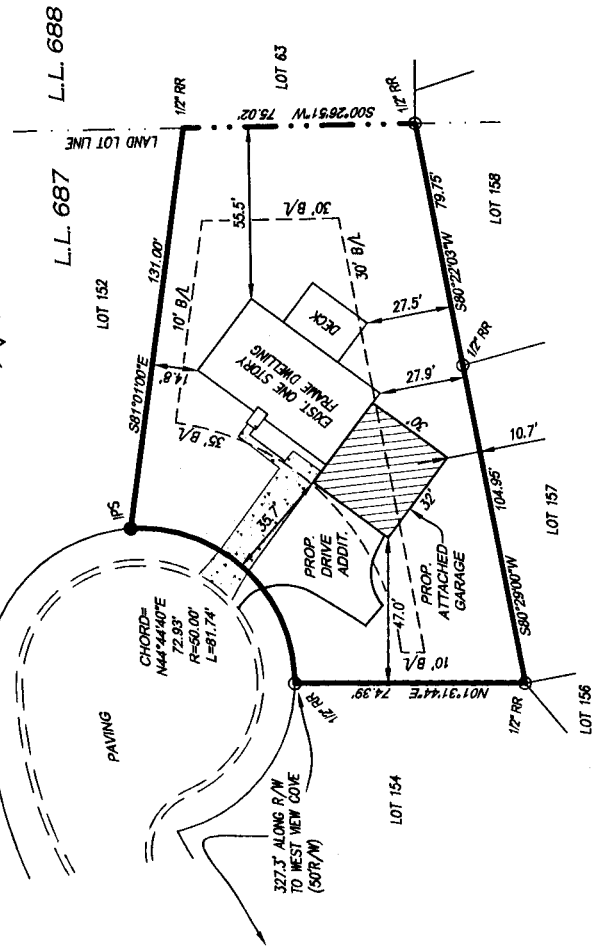 L.L. 688
L.L. 687
LAND LOT LINE
LOT 63
1/2" RR
S00°26'51"W 75.02'
1/2" RR
LOT 152
131.00'
S81°01'00"E
IPS
10' B/L
30' B/L
30' B/L
35' B/L
55.5'
14.8'
EXIST. ONE STORY
FRAME DWELLING
DECK
27.5'
27.9'
79.75'
S80°22'03"W
LOT 158
1/2" RR
10.7'
104.95'
S80°29'00"W
LOT 157
30'
32'
PROP.
ATTACHED
GARAGE
35.7'
PROP.
DRIVE
ADDIT.
47.0'
10' B/L
N01°31'44"E
74.39'
1/2" RR
1/2" RR
LOT 156
LOT 154
CHORD=
N44°44'40"E
72.93'
R=50.00'
L=81.74'
PAVING
327.3' ALONG R/W
TO WEST VIEW COVE
(50'R/W)